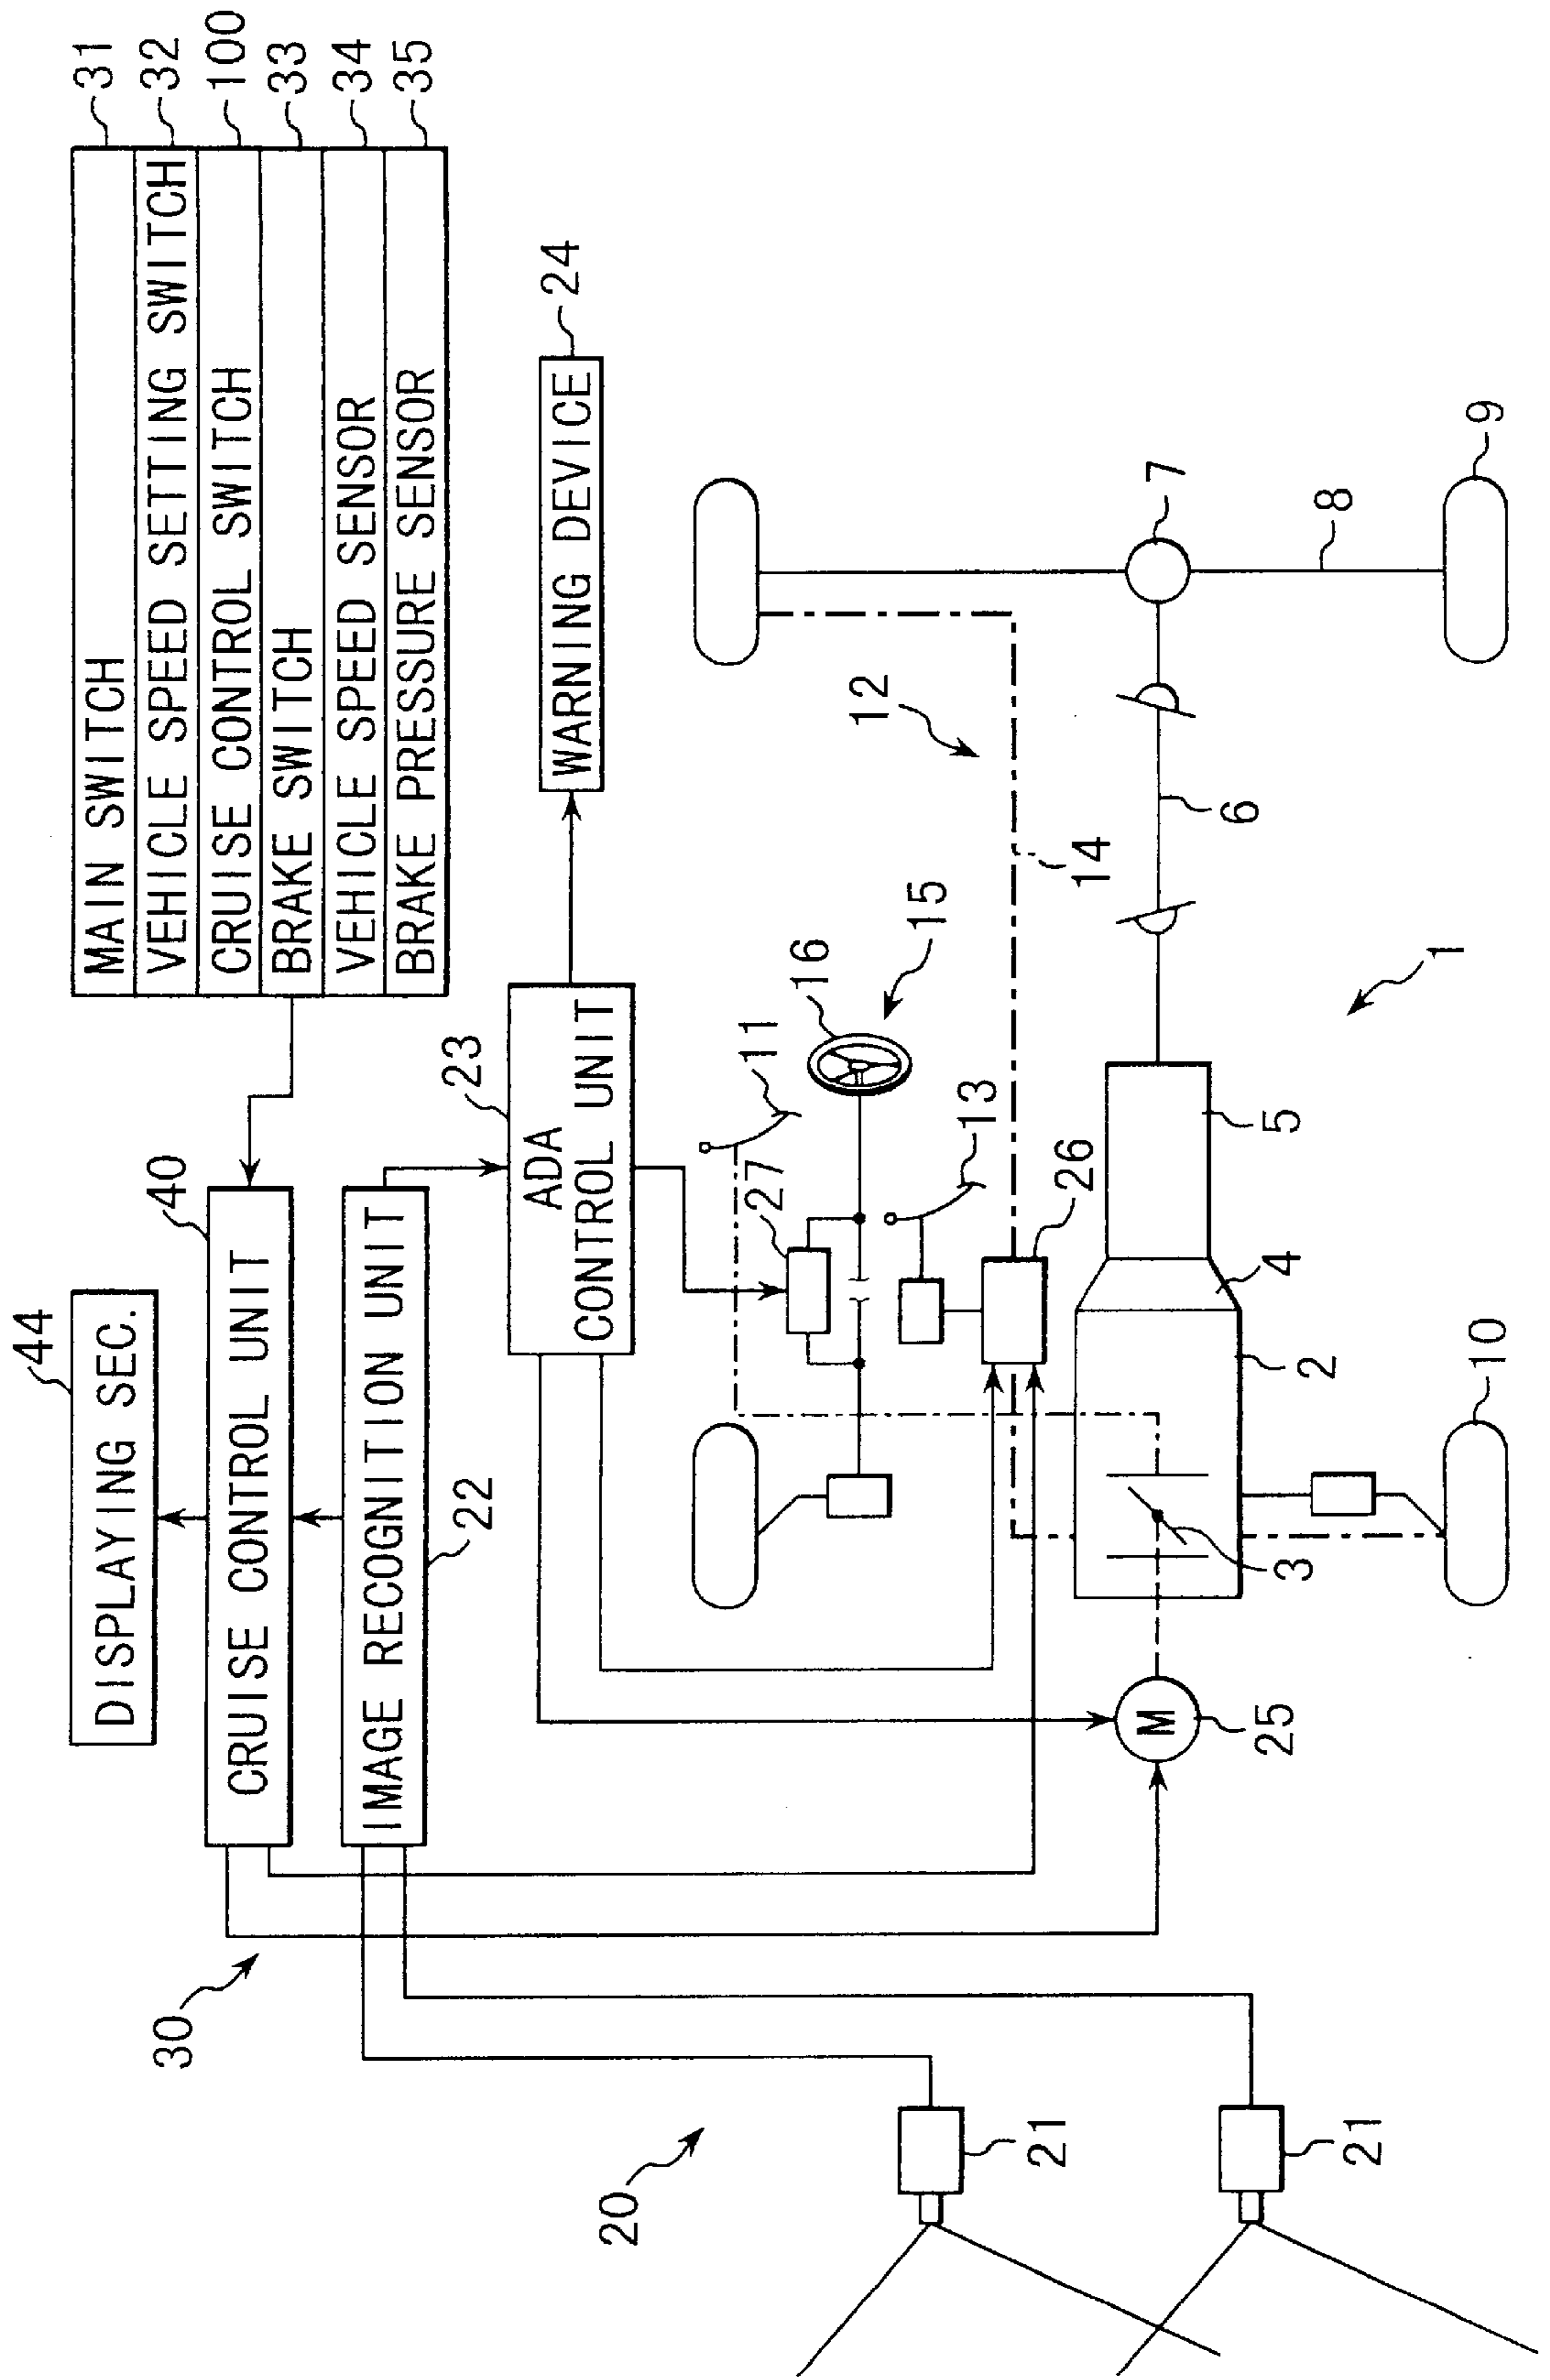 MAIN SWITCH 31
VEHICLE SPEED SETTING SWITCH 32
CRUISE CONTROL SWITCH 100
BRAKE SWITCH 33
VEHICLE SPEED SENSOR 34
BRAKE PRESSURE SENSOR 35
44
DISPLAYING SEC.
40
CRUISE CONTROL UNIT
30
IMAGE RECOGNITION UNIT
22
23
ADA
CONTROL UNIT
WARNING DEVICE
24
20
21
21
11
27
16
15
13
26
12
14
M
25
3
2
4
5
6
7
8
9
10
1